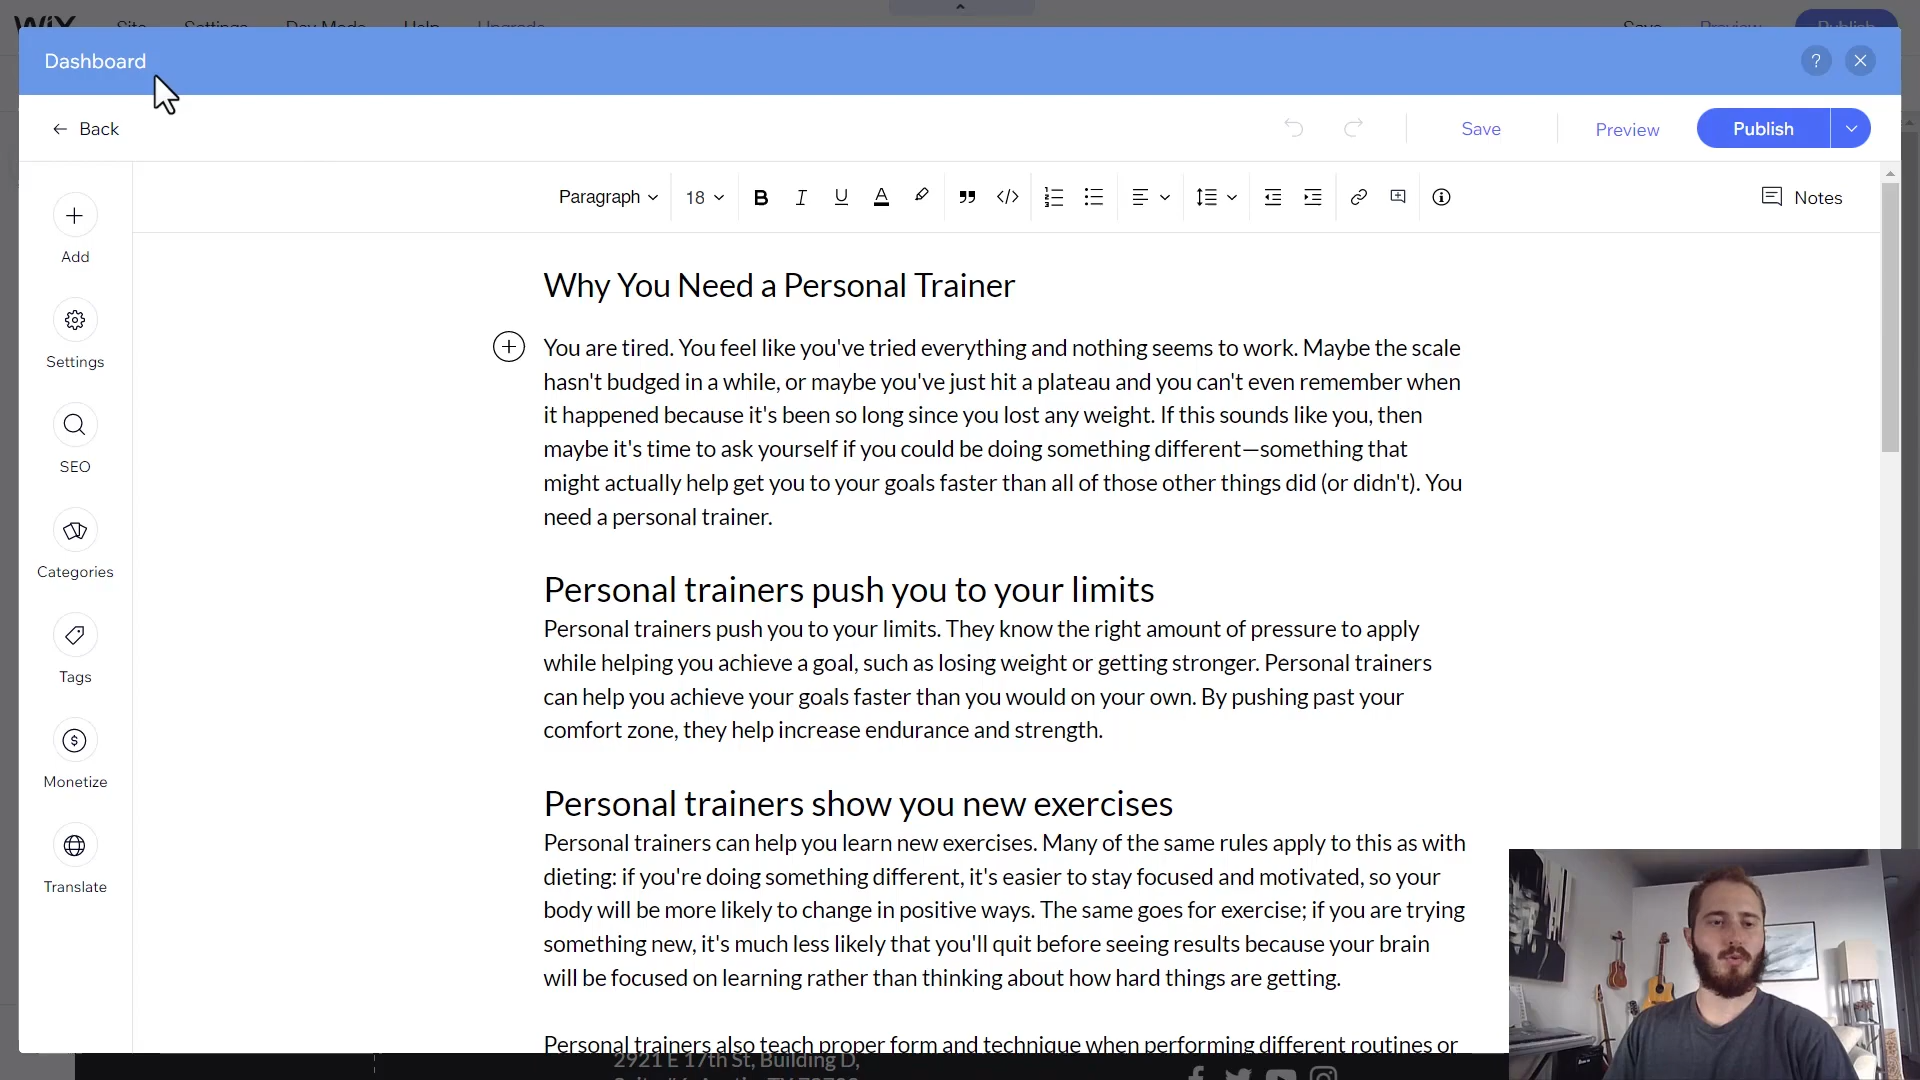 WiX Site Settings Dev Mode Help Upgrade Save Preview Publish
Dashboard
?
Back
Save
Preview
Publish
Paragraph
18
B I U A
Notes
Add
Settings
SEO
Categories
Tags
Monetize
Translate
Why You Need a Personal Trainer
You are tired. You feel like you've tried everything and nothing seems to work. Maybe the scale
hasn't budged in a while, or maybe you've just hit a plateau and you can't even remember when
it happened because it's been so long since you lost any weight. If this sounds like you, then
maybe it's time to ask yourself if you could be doing something different—something that
might actually help get you to your goals faster than all of those other things did (or didn't). You
need a personal trainer.
Personal trainers push you to your limits
Personal trainers push you to your limits. They know the right amount of pressure to apply
while helping you achieve a goal, such as losing weight or getting stronger. Personal trainers
can help you achieve your goals faster than you would on your own. By pushing past your
comfort zone, they help increase endurance and strength.
Personal trainers show you new exercises
Personal trainers can help you learn new exercises. Many of the same rules apply to this as with
dieting: if you're doing something different, it's easier to stay focused and motivated, so your
body will be more likely to change in positive ways. The same goes for exercise; if you are trying
something new, it's much less likely that you'll quit before seeing results because your brain
will be focused on learning rather than thinking about how hard things are getting.
Personal trainers also teach proper form and technique when performing different routines or
2921 E 17th St, Building D,